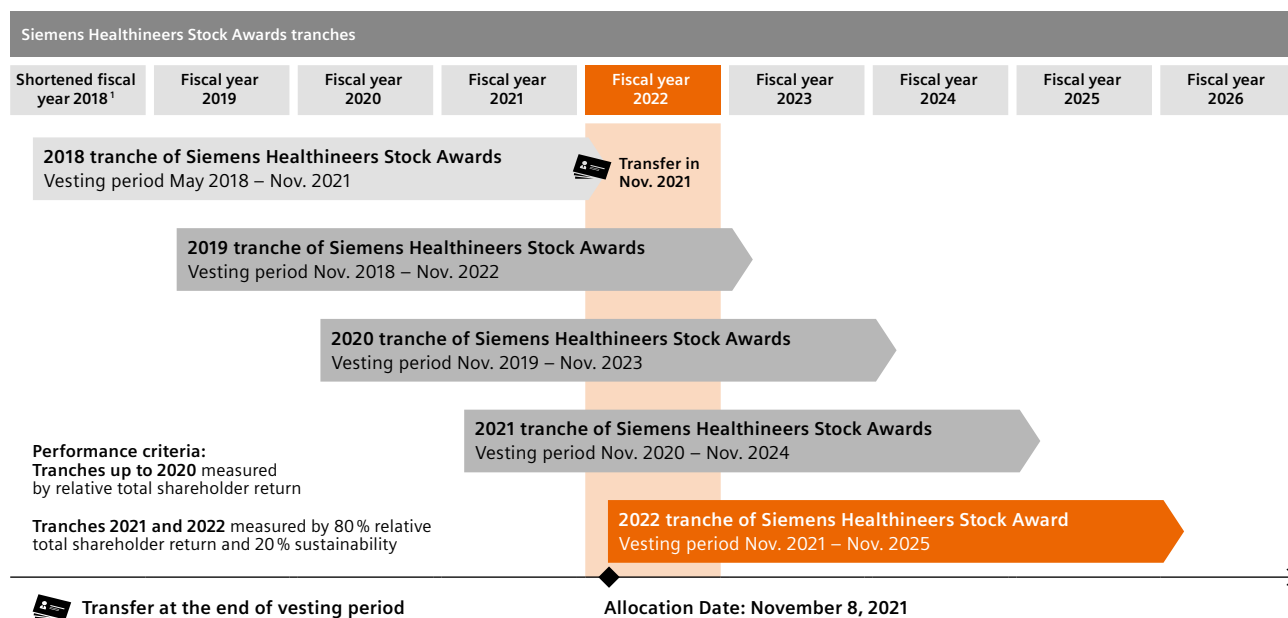 Siemens Healthineers Stock Awards tranches
Shortened fiscal
year 2018¹
Fiscal year
2019
Fiscal year
2020
Fiscal year
2021
Fiscal year
2022
Fiscal year
2023
Fiscal year
2024
Fiscal year
2025
Fiscal year
2026
2018 tranche of Siemens Healthineers Stock Awards
Vesting period May 2018 – Nov. 2021
Transfer in
Nov. 2021
2019 tranche of Siemens Healthineers Stock Awards
Vesting period Nov. 2018 – Nov. 2022
2020 tranche of Siemens Healthineers Stock Awards
Vesting period Nov. 2019 – Nov. 2023
2021 tranche of Siemens Healthineers Stock Awards
Vesting period Nov. 2020 – Nov. 2024
Performance criteria:
Tranches up to 2020 measured
by relative total shareholder return
Tranches 2021 and 2022 measured by 80 % relative
total shareholder return and 20 % sustainability
2022 tranche of Siemens Healthineers Stock Award
Vesting period Nov. 2021 – Nov. 2025
Transfer at the end of vesting period
Allocation Date: November 8, 2021